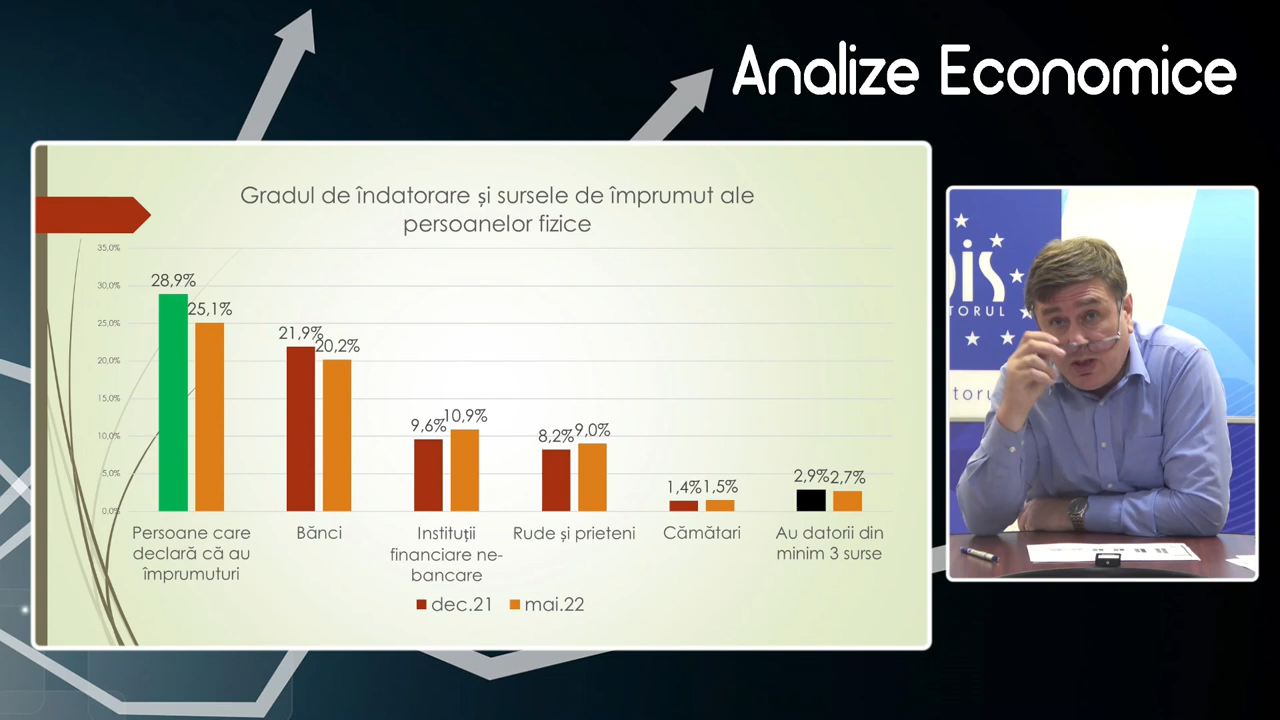 Analize Economice
Gradul de îndatorare și sursele de împrumut ale
persoanelor fizice
35,0%
30,0%
25,0%
20,0%
15,0%
10,0%
5,0%
0,0%
28,9%
25,1%
21,9%
20,2%
9,6%
10,9%
8,2%
9,0%
1,4%
1,5%
2,9%
2,7%
Persoane care
declară că au
împrumuturi
Bănci
Instituții
financiare ne-
bancare
Rude și prieteni
Cămătari
Au datorii din
minim 3 surse
dec.21
mai.22